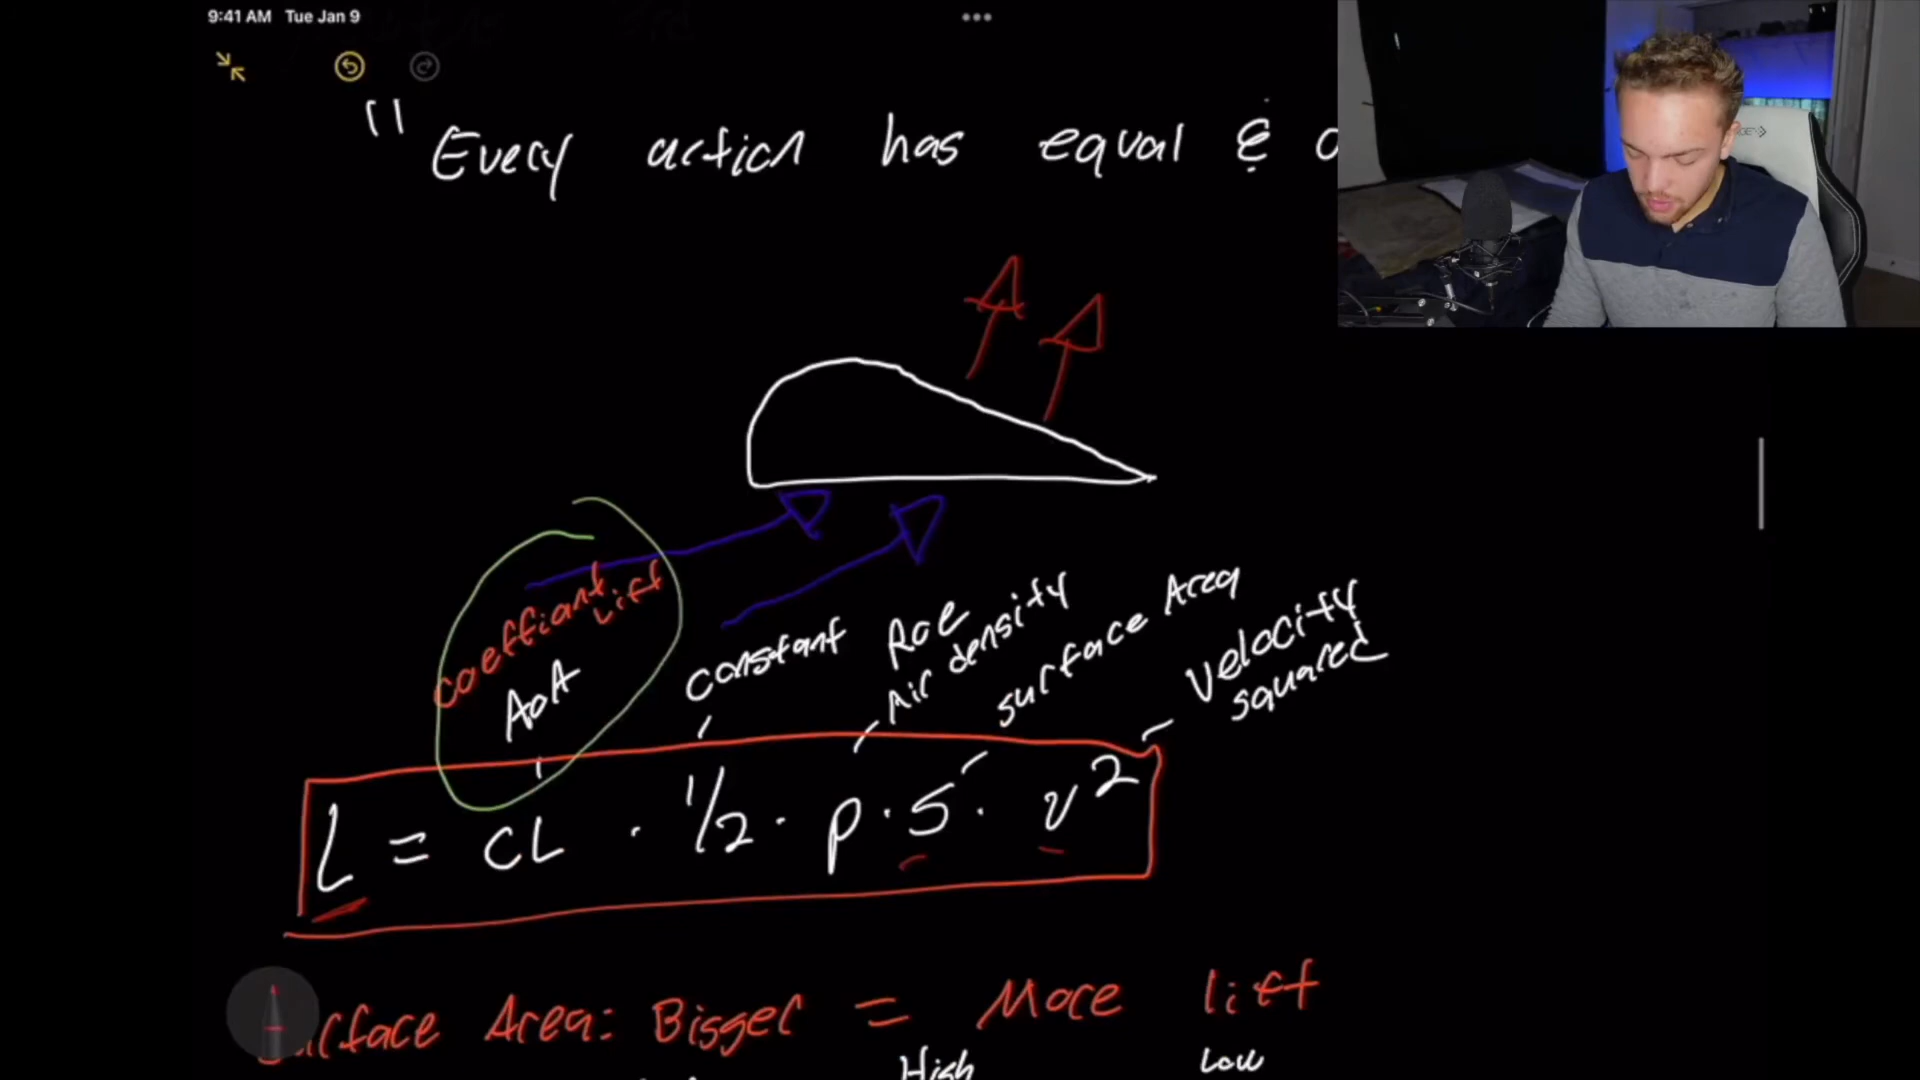 9:41 AM Tue Jan 9
" Every action has equal &
coeffiant Lift
AoA
constant
Roe
Air density
surface Area
velocity
squared
L = CL · 1/2 · p · S · v²
Surface Area: Bigger = More lift
High Low